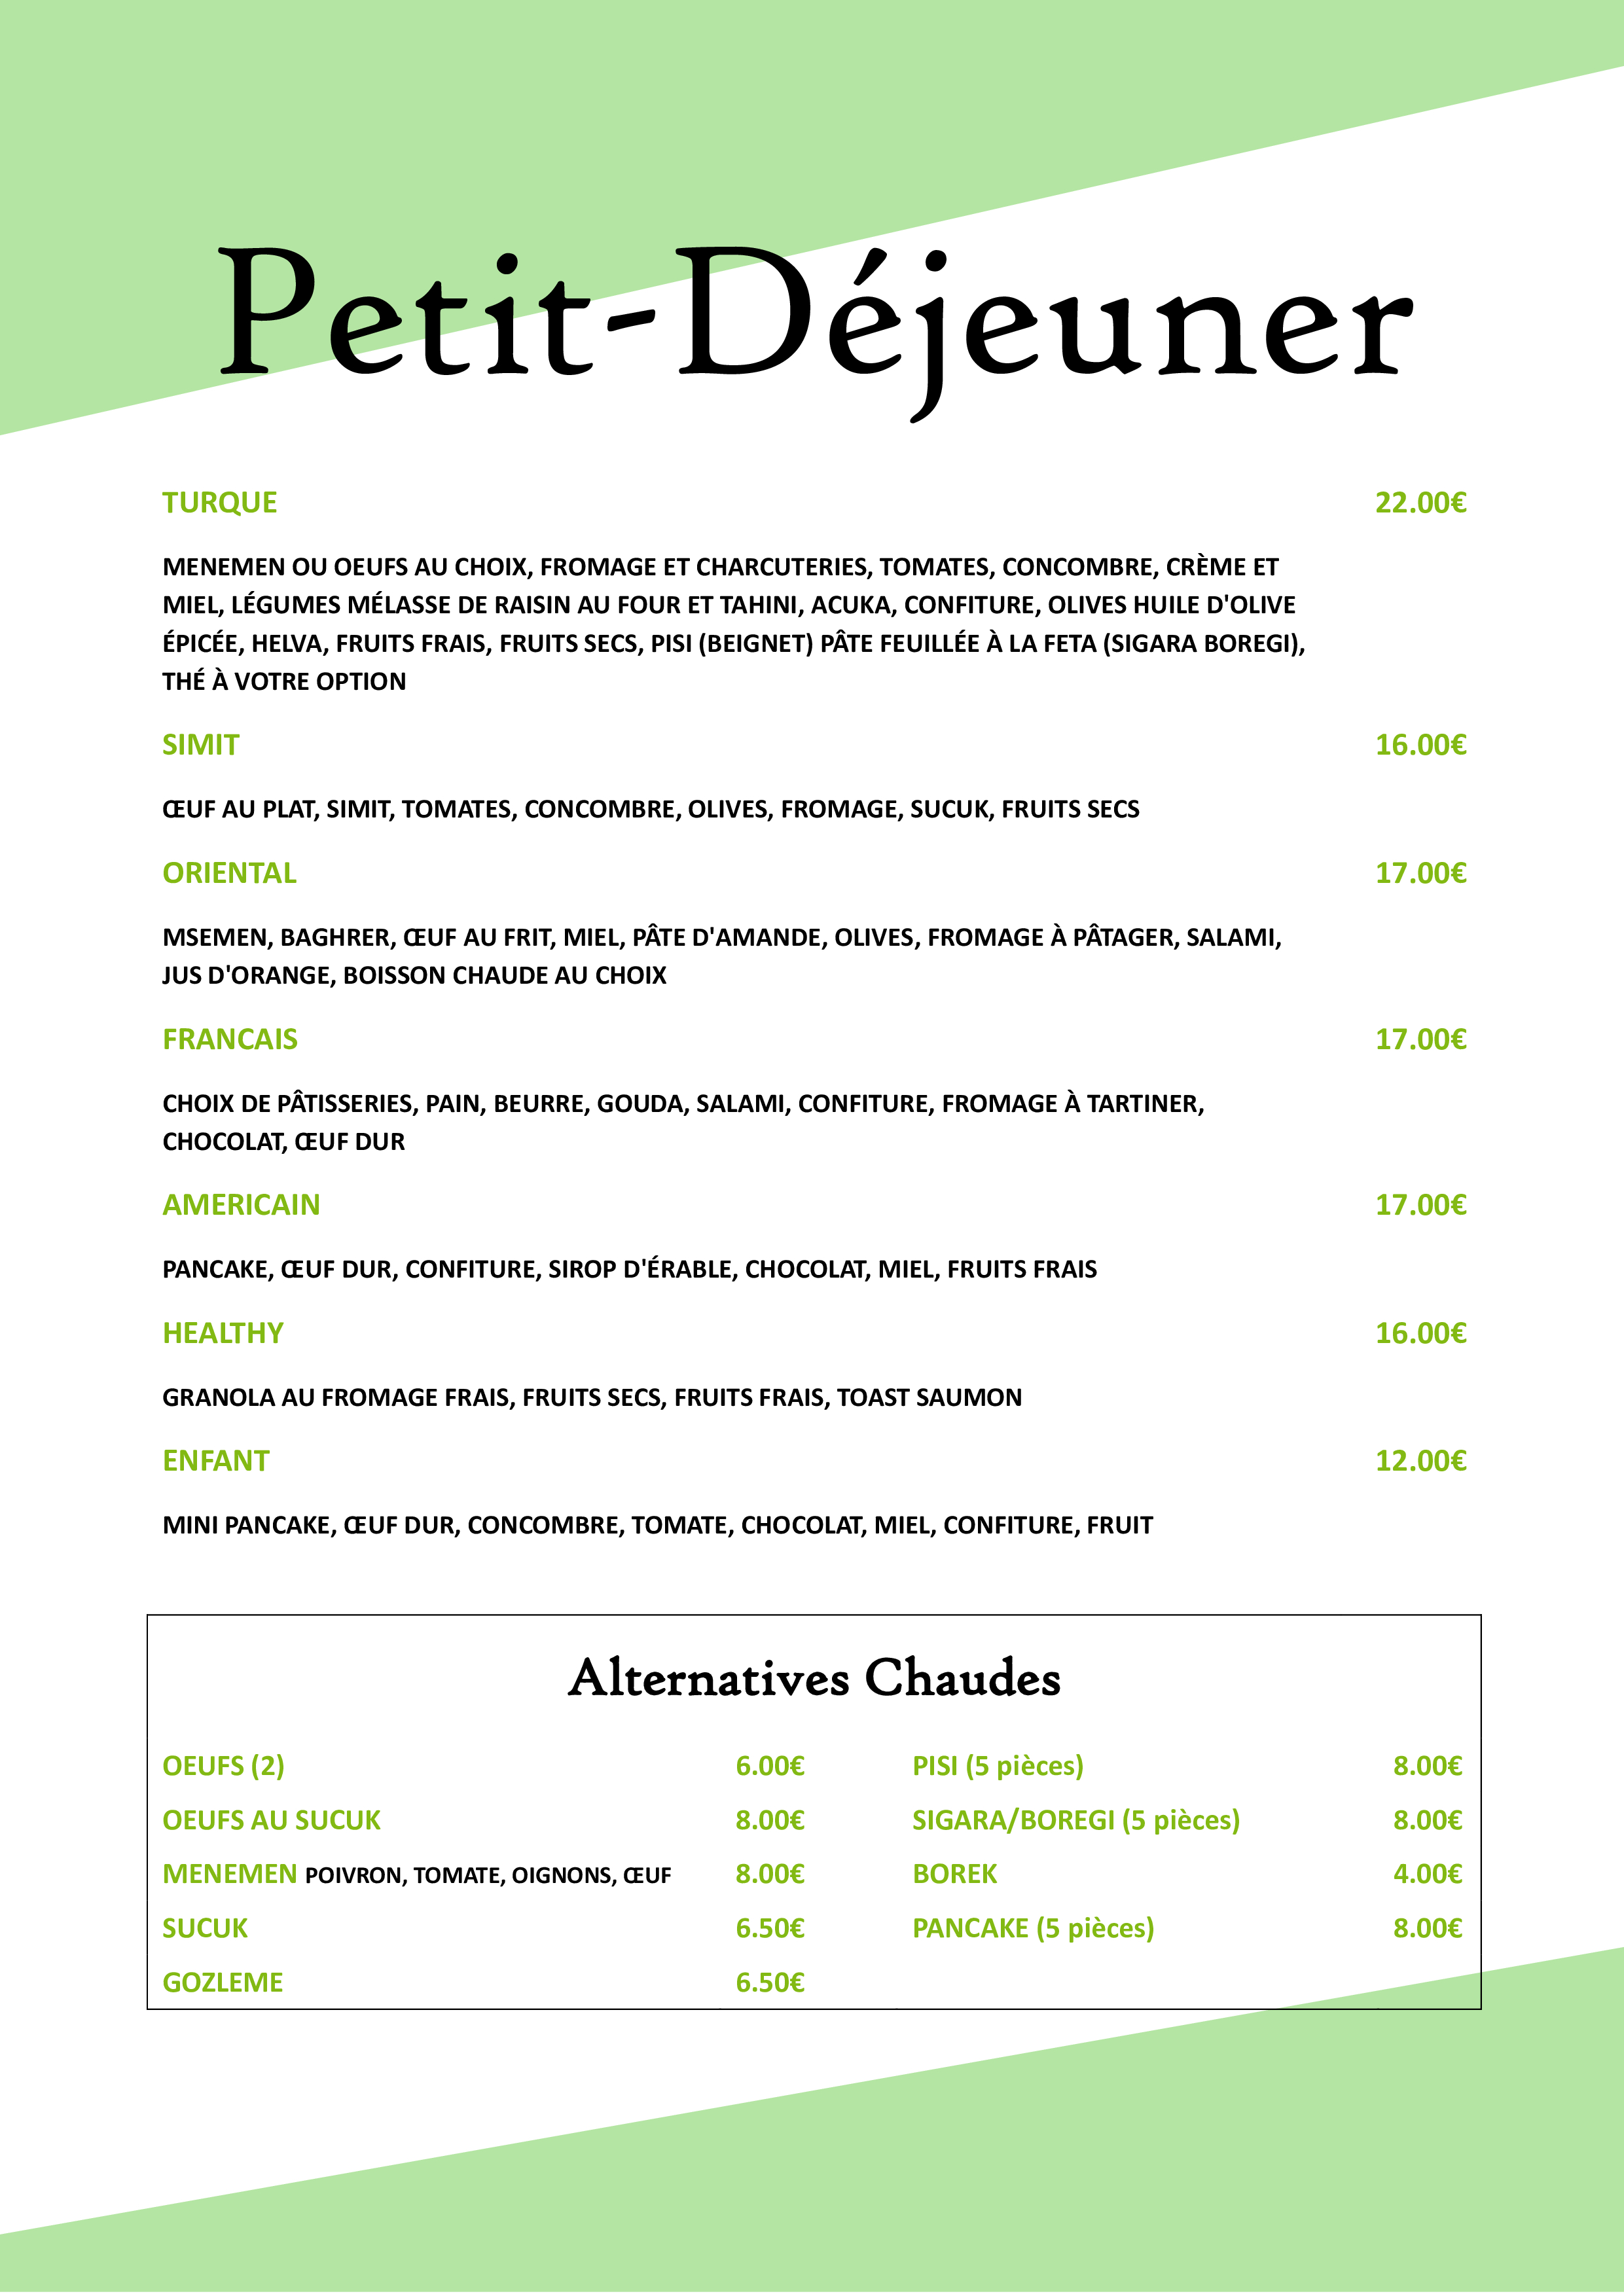 Petit-Déjeuner
TURQUE 22.00€
MENEMEN OU OEUFS AU CHOIX, FROMAGE ET CHARCUTERIES, TOMATES, CONCOMBRE, CRÈME ET
MIEL, LÉGUMES MÉLASSE DE RAISIN AU FOUR ET TAHINI, ACUKA, CONFITURE, OLIVES HUILE D'OLIVE
ÉPICÉE, HELVA, FRUITS FRAIS, FRUITS SECS, PISI (BEIGNET) PÂTE FEUILLÉE À LA FETA (SIGARA BOREGI),
THÉ À VOTRE OPTION
SIMIT 16.00€
ŒUF AU PLAT, SIMIT, TOMATES, CONCOMBRE, OLIVES, FROMAGE, SUCUK, FRUITS SECS
ORIENTAL 17.00€
MSEMEN, BAGHRER, ŒUF AU FRIT, MIEL, PÂTE D'AMANDE, OLIVES, FROMAGE À PÂTAGER, SALAMI,
JUS D'ORANGE, BOISSON CHAUDE AU CHOIX
FRANCAIS 17.00€
CHOIX DE PÂTISSERIES, PAIN, BEURRE, GOUDA, SALAMI, CONFITURE, FROMAGE À TARTINER,
CHOCOLAT, ŒUF DUR
AMERICAIN 17.00€
PANCAKE, ŒUF DUR, CONFITURE, SIROP D'ÉRABLE, CHOCOLAT, MIEL, FRUITS FRAIS
HEALTHY 16.00€
GRANOLA AU FROMAGE FRAIS, FRUITS SECS, FRUITS FRAIS, TOAST SAUMON
ENFANT 12.00€
MINI PANCAKE, ŒUF DUR, CONCOMBRE, TOMATE, CHOCOLAT, MIEL, CONFITURE, FRUIT
Alternatives Chaudes
OEUFS (2) 6.00€ PISI (5 pièces) 8.00€
OEUFS AU SUCUK 8.00€ SIGARA/BOREGI (5 pièces) 8.00€
MENEMEN POIVRON, TOMATE, OIGNONS, ŒUF 8.00€ BOREK 4.00€
SUCUK 6.50€ PANCAKE (5 pièces) 8.00€
GOZLEME 6.50€